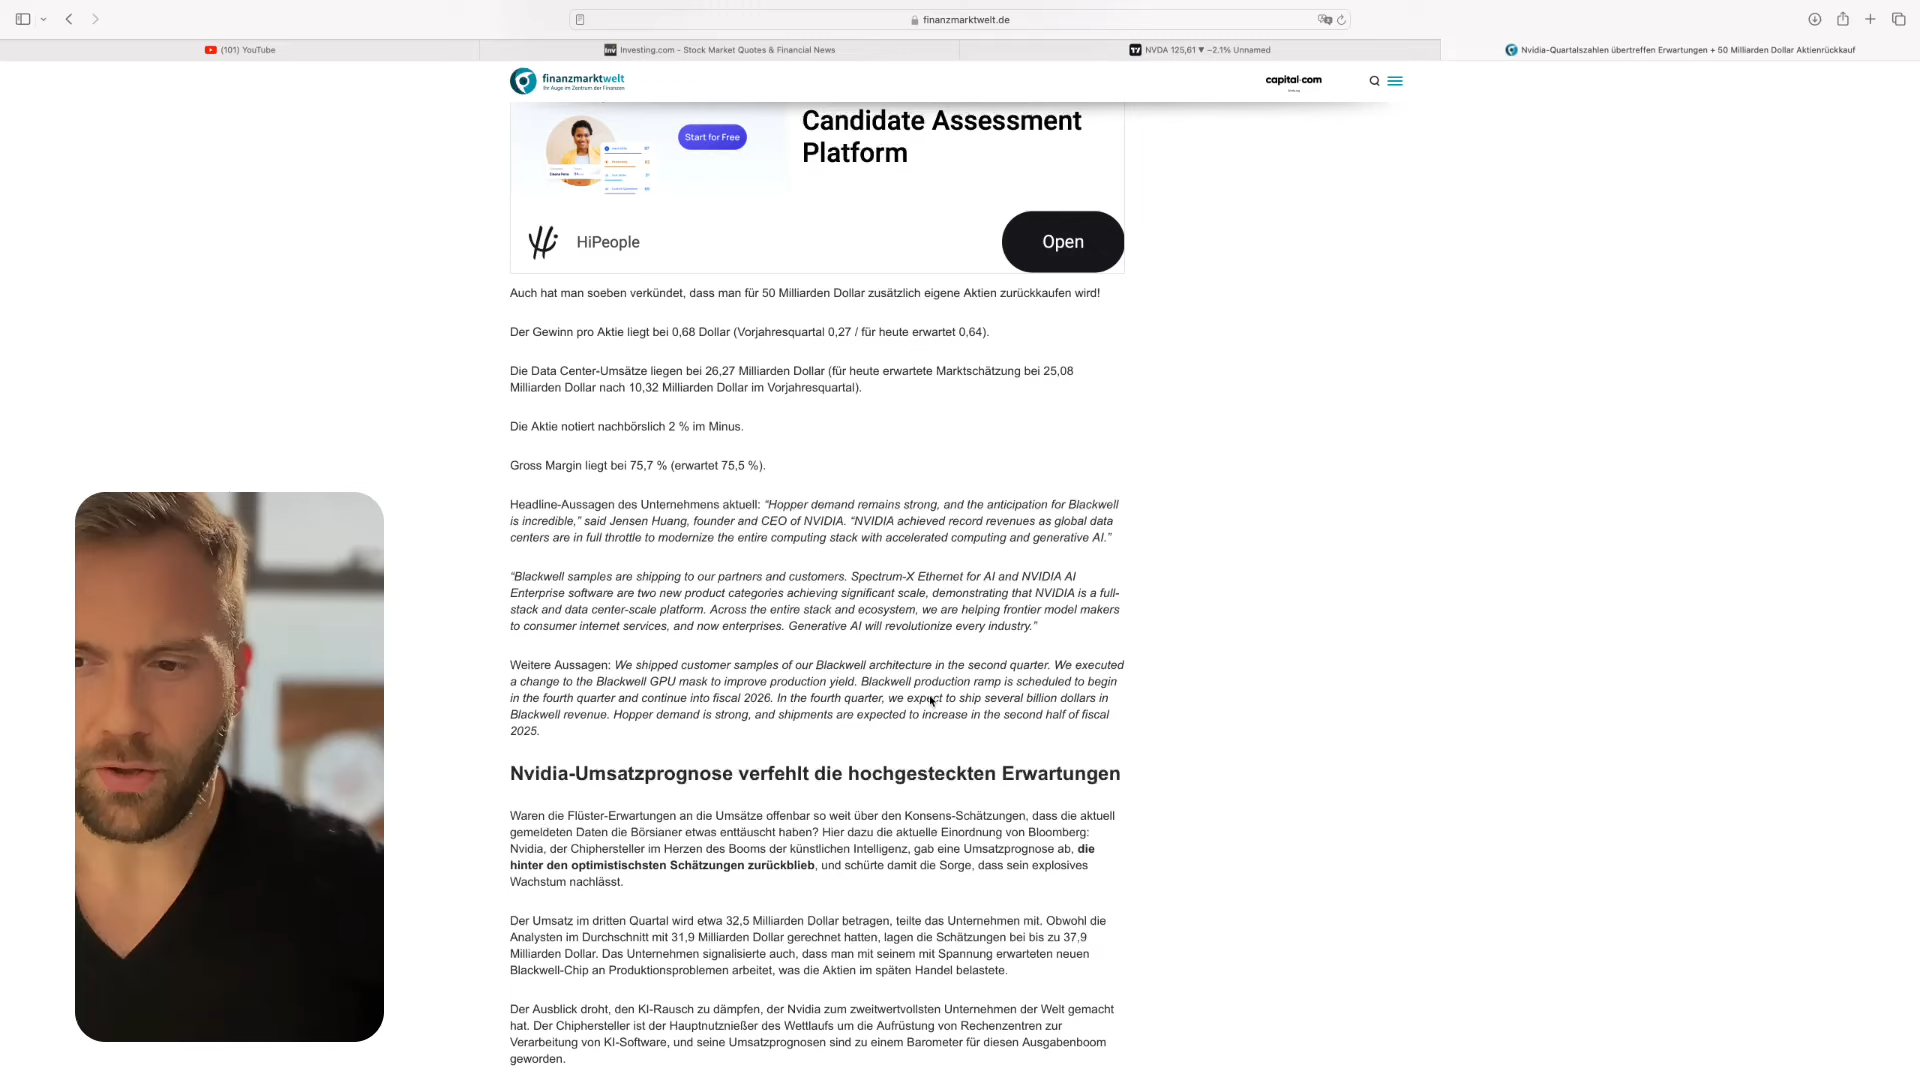 finanzmarktwelt.de
(101) YouTube
Investing.com - Stock Market Quotes & Financial News
NVDA 125,61 ▼ −2.1% Unnamed
Nvidia-Quartalszahlen übertreffen Erwartungen + 50 Milliarden Dollar Aktienrückkauf
finanzmarktwelt
Ihr Auge im Zentrum der Finanzen
capital.com
Start for Free
Candidate Assessment
Platform
HiPeople
Open
Auch hat man soeben verkündet, dass man für 50 Milliarden Dollar zusätzlich eigene Aktien zurückkaufen wird!
Der Gewinn pro Aktie liegt bei 0,68 Dollar (Vorjahresquartal 0,27 / für heute erwartet 0,64).
Die Data Center-Umsätze liegen bei 26,27 Milliarden Dollar (für heute erwartete Marktschätzung bei 25,08
Milliarden Dollar nach 10,32 Milliarden Dollar im Vorjahresquartal).
Die Aktie notiert nachbörslich 2 % im Minus.
Gross Margin liegt bei 75,7 % (erwartet 75,5 %).
Headline-Aussagen des Unternehmens aktuell: “Hopper demand remains strong, and the anticipation for Blackwell
is incredible,” said Jensen Huang, founder and CEO of NVIDIA. “NVIDIA achieved record revenues as global data
centers are in full throttle to modernize the entire computing stack with accelerated computing and generative AI.”
“Blackwell samples are shipping to our partners and customers. Spectrum-X Ethernet for AI and NVIDIA AI
Enterprise software are two new product categories achieving significant scale, demonstrating that NVIDIA is a full-
stack and data center-scale platform. Across the entire stack and ecosystem, we are helping frontier model makers
to consumer internet services, and now enterprises. Generative AI will revolutionize every industry.”
Weitere Aussagen: We shipped customer samples of our Blackwell architecture in the second quarter. We executed
a change to the Blackwell GPU mask to improve production yield. Blackwell production ramp is scheduled to begin
in the fourth quarter and continue into fiscal 2026. In the fourth quarter, we expect to ship several billion dollars in
Blackwell revenue. Hopper demand is strong, and shipments are expected to increase in the second half of fiscal
2025.
Nvidia-Umsatzprognose verfehlt die hochgesteckten Erwartungen
Waren die Flüster-Erwartungen an die Umsätze offenbar so weit über den Konsens-Schätzungen, dass die aktuell
gemeldeten Daten die Börsianer etwas enttäuscht haben? Hier dazu die aktuelle Einordnung von Bloomberg:
Nvidia, der Chiphersteller im Herzen des Booms der künstlichen Intelligenz, gab eine Umsatzprognose ab, die
hinter den optimistischsten Schätzungen zurückblieb, und schürte damit die Sorge, dass sein explosives
Wachstum nachlässt.
Der Umsatz im dritten Quartal wird etwa 32,5 Milliarden Dollar betragen, teilte das Unternehmen mit. Obwohl die
Analysten im Durchschnitt mit 31,9 Milliarden Dollar gerechnet hatten, lagen die Schätzungen bei bis zu 37,9
Milliarden Dollar. Das Unternehmen signalisierte auch, dass man mit seinem mit Spannung erwarteten neuen
Blackwell-Chip an Produktionsproblemen arbeitet, was die Aktien im späten Handel belastete.
Der Ausblick droht, den KI-Rausch zu dämpfen, der Nvidia zum zweitwertvollsten Unternehmen der Welt gemacht
hat. Der Chiphersteller ist der Hauptnutznießer des Wettlaufs um die Aufrüstung von Rechenzentren zur
Verarbeitung von KI-Software, und seine Umsatzprognosen sind zu einem Barometer für diesen Ausgabenboom
geworden.